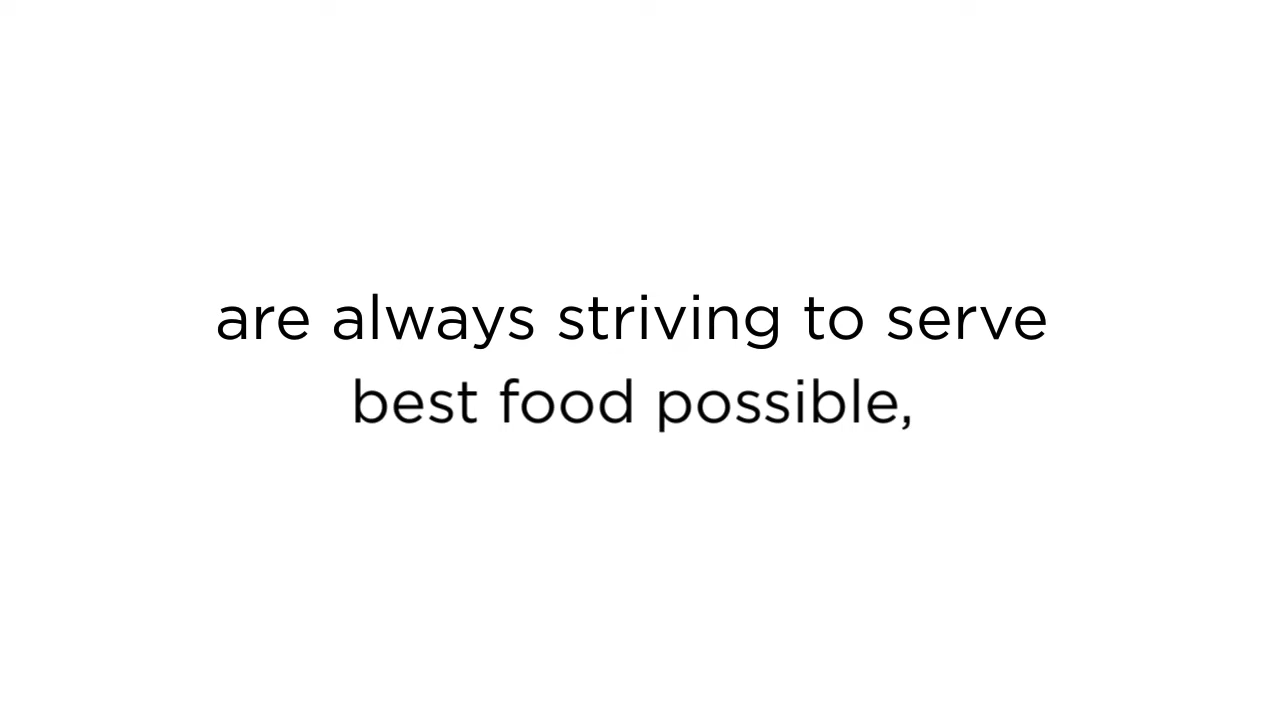 are always striving to serve
best food possible,